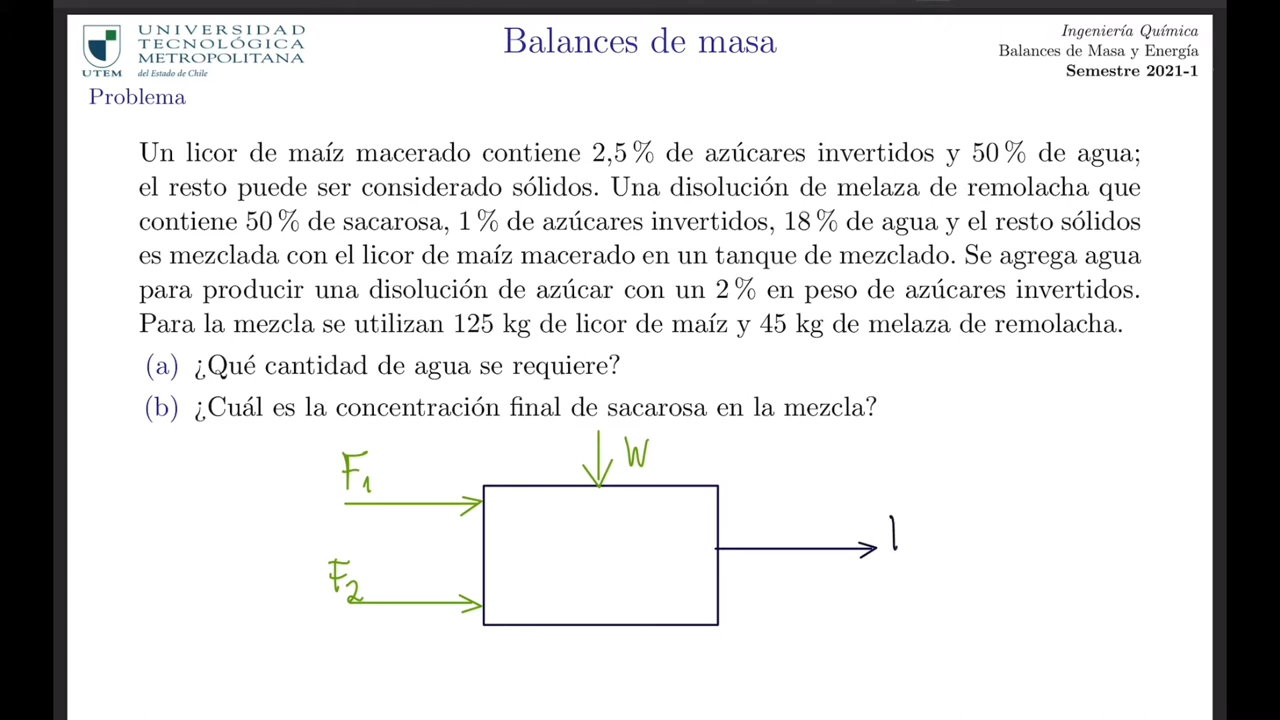 UNIVERSIDAD
TECNOLÓGICA
METROPOLITANA
UTEM del Estado de Chile
Balances de masa
Ingeniería Química
Balances de Masa y Energía
Semestre 2021-1
Problema
Un licor de maíz macerado contiene 2,5 % de azúcares invertidos y 50 % de agua;
el resto puede ser considerado sólidos. Una disolución de melaza de remolacha que
contiene 50 % de sacarosa, 1 % de azúcares invertidos, 18 % de agua y el resto sólidos
es mezclada con el licor de maíz macerado en un tanque de mezclado. Se agrega agua
para producir una disolución de azúcar con un 2 % en peso de azúcares invertidos.
Para la mezcla se utilizan 125 kg de licor de maíz y 45 kg de melaza de remolacha.
(a) ¿Qué cantidad de agua se requiere?
(b) ¿Cuál es la concentración final de sacarosa en la mezcla?
W
F1
F2